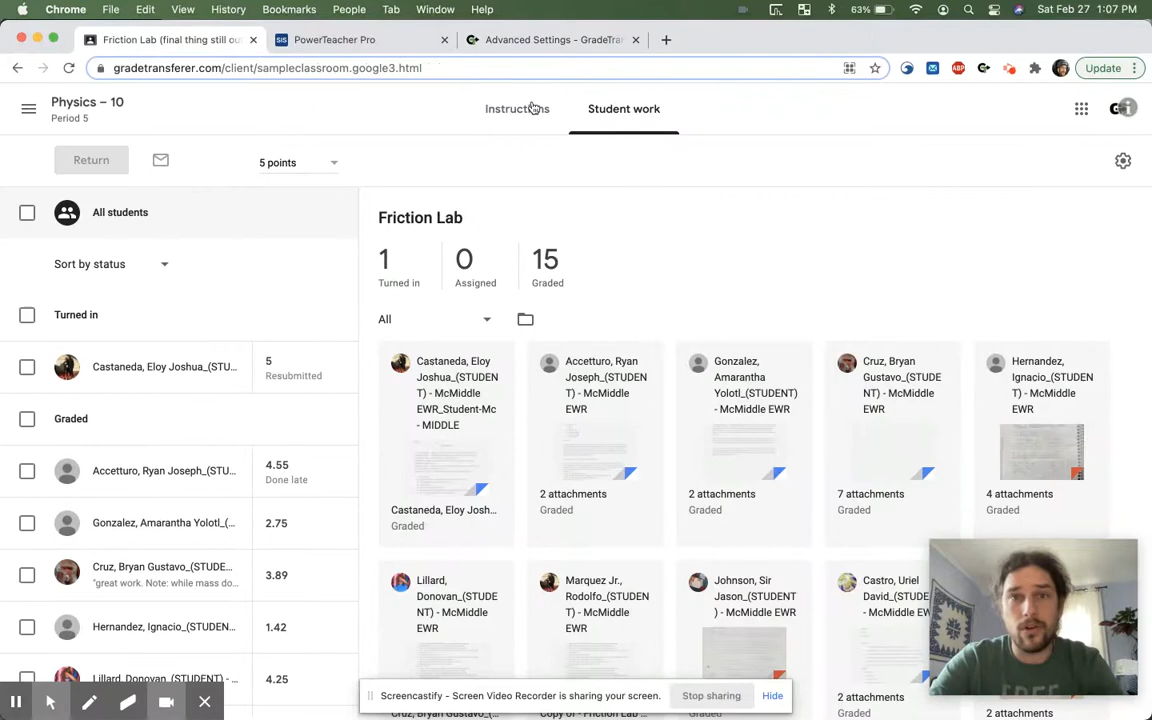 Chrome File Edit View History Bookmarks People Tab Window Help 63% Sat Feb 27 1:07 PM
Friction Lab (final thing still ou PowerTeacher Pro Advanced Settings - GradeTran
gradetransferer.com/client/sampleclassroom.google3.html ABP Update
Physics – 10
Period 5
Instructions Student work
Return 5 points
All students
Sort by status
Turned in
Castaneda, Eloy Joshua_(STU... 5
Resubmitted
Graded
Accetturo, Ryan Joseph_(STU... 4.55
Done late
Gonzalez, Amarantha Yolotl_(... 2.75
Cruz, Bryan Gustavo_(STUDE... 3.89
"great work. Note: while mass do...
Hernandez, Ignacio_(STUDEN... 1.42
Lillard, Donovan_(STUDENT) - 4.25
Friction Lab
1 0 15
Turned in Assigned Graded
All
Castaneda, Eloy
Joshua_(STUDEN
T) - McMiddle
EWR_Student-Mc
- MIDDLE
Castaneda, Eloy Josh...
Graded
Accetturo, Ryan
Joseph_(STUDEN
T) - McMiddle
EWR
2 attachments
Graded
Gonzalez,
Amarantha
Yolotl_(STUDENT)
- McMiddle EWR
2 attachments
Graded
Cruz, Bryan
Gustavo_(STUDE
NT) - McMiddle
EWR
7 attachments
Graded
Hernandez,
Ignacio_(STUDEN
T) - McMiddle
EWR
4 attachments
Graded
Lillard,
Donovan_(STUDE
NT) - McMiddle
EWR
Marquez Jr.,
Rodolfo_(STUDEN
T) - McMiddle
EWR
Johnson, Sir
Jason_(STUDENT
) - McMiddle EWR
Castro, Uriel
David_(STUDE
NT) - McMiddle
EWR
2 attachments
Screencastify - Screen Video Recorder is sharing your screen. Stop sharing Hide
Copy of - Friction Lab ...
2 attachments
FREE